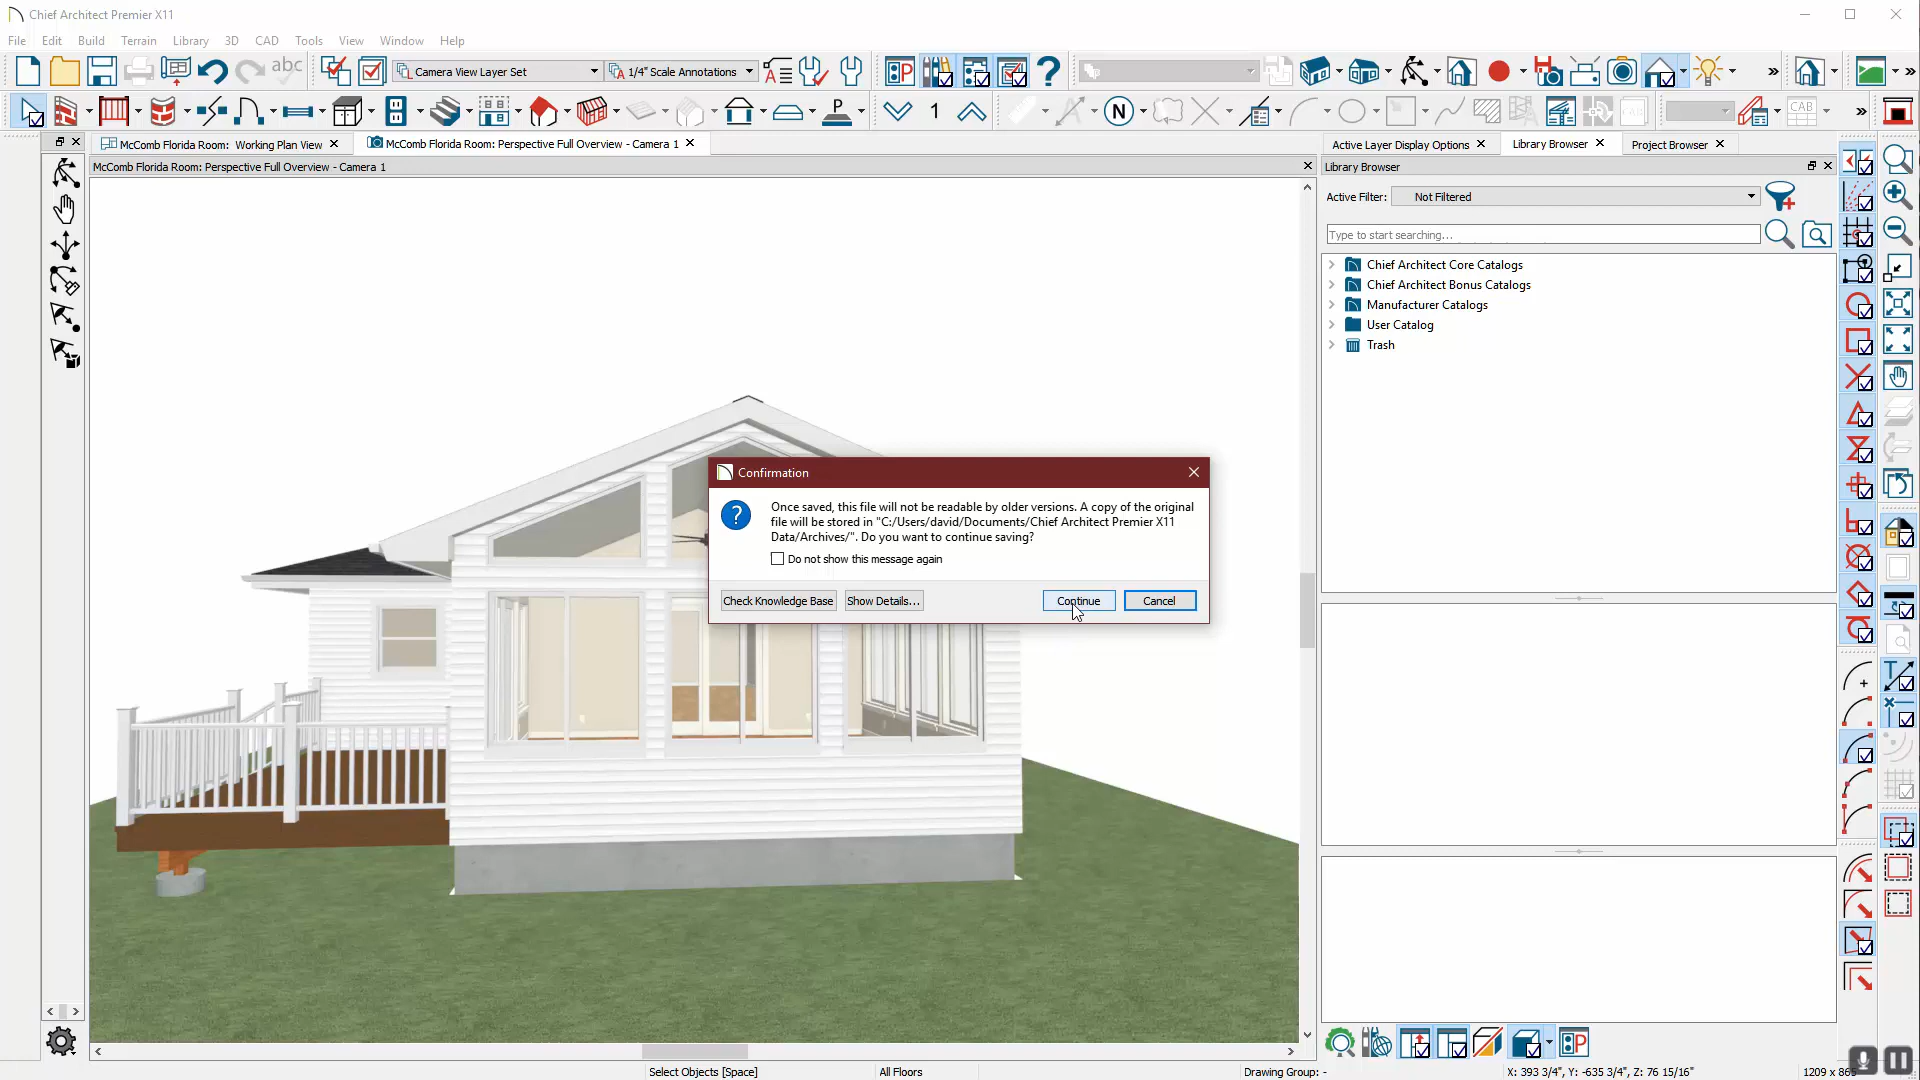 Chief Architect Premier X11
File Edit Build Terrain Library 3D CAD Tools View Window Help
abc Camera View Layer Set 1/4" Scale Annotations
P 1 N CAB
McComb Florida Room: Working Plan View McComb Florida Room: Perspective Full Overview - Camera 1
McComb Florida Room: Perspective Full Overview - Camera 1
Active Layer Display Options Library Browser Project Browser
Library Browser
Active Filter: Not Filtered
Type to start searching...
Chief Architect Core Catalogs
Chief Architect Bonus Catalogs
Manufacturer Catalogs
User Catalog
Trash
Confirmation
Once saved, this file will not be readable by older versions. A copy of the original
file will be stored in "C:/Users/david/Documents/Chief Architect Premier X11
Data/Archives/". Do you want to continue saving?
Do not show this message again
Check Knowledge Base Show Details... Continue Cancel
Select Objects [Space] All Floors Drawing Group: - X: 393 3/4", Y: -635 3/4", Z: 76 15/16" 1209 x 865